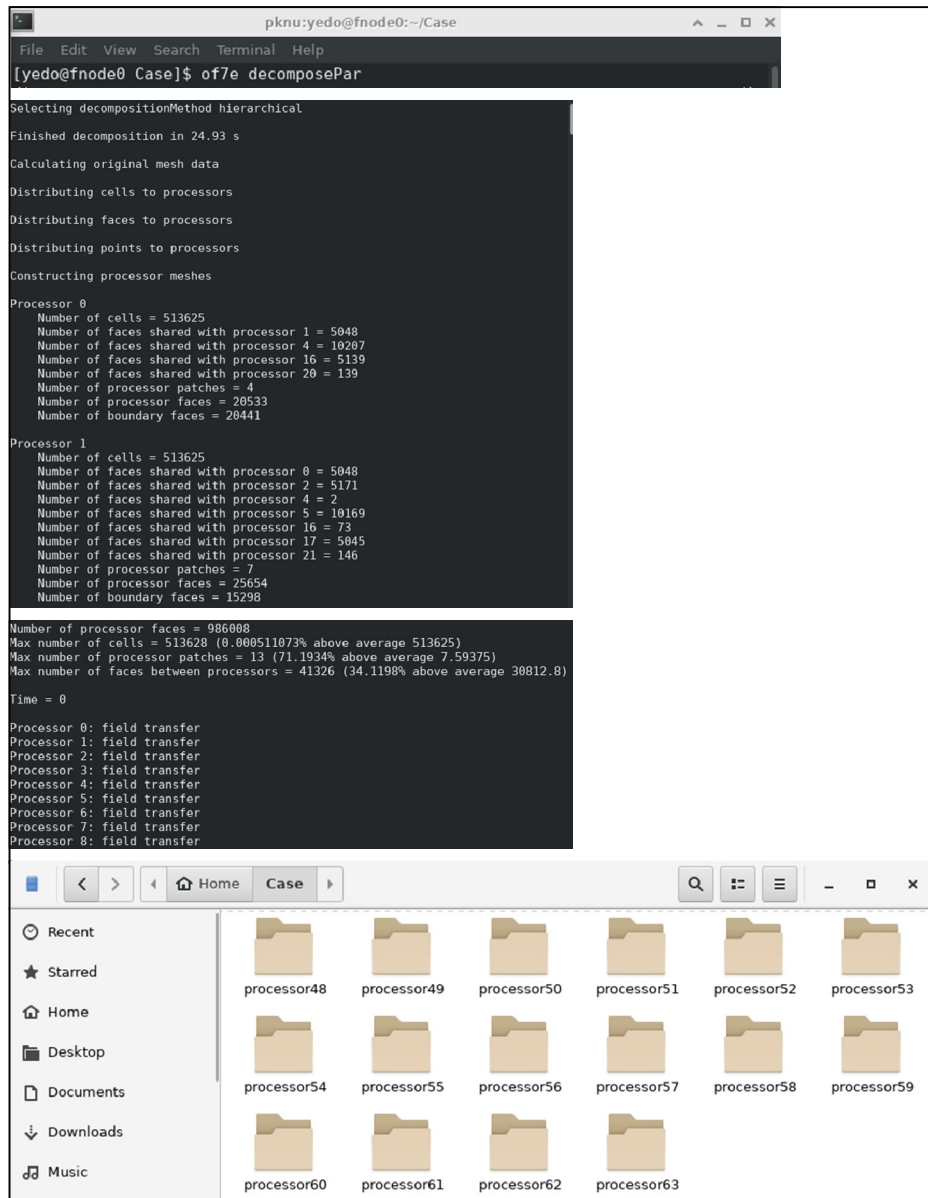 pknu:yedo@fnode0:~/Case
File Edit View Search Terminal Help
[yedo@fnode0 Case]$ of7e decomposePar
Selecting decompositionMethod hierarchical
Finished decomposition in 24.93 s
Calculating original mesh data
Distributing cells to processors
Distributing faces to processors
Distributing points to processors
Constructing processor meshes
Processor 0
Number of cells = 513625
Number of faces shared with processor 1 = 5048
Number of faces shared with processor 4 = 10207
Number of faces shared with processor 16 = 5139
Number of faces shared with processor 20 = 139
Number of processor patches = 4
Number of processor faces = 20533
Number of boundary faces = 20441
Processor 1
Number of cells = 513625
Number of faces shared with processor 0 = 5048
Number of faces shared with processor 2 = 5171
Number of faces shared with processor 4 = 2
Number of faces shared with processor 5 = 10169
Number of faces shared with processor 16 = 73
Number of faces shared with processor 17 = 5045
Number of faces shared with processor 21 = 146
Number of processor patches = 7
Number of processor faces = 25654
Number of boundary faces = 15298
Number of processor faces = 986008
Max number of cells = 513628 (0.000511073% above average 513625)
Max number of processor patches = 13 (71.1934% above average 7.59375)
Max number of faces between processors = 41326 (34.1198% above average 30812.8)
Time = 0
Processor 0: field transfer
Processor 1: field transfer
Processor 2: field transfer
Processor 3: field transfer
Processor 4: field transfer
Processor 5: field transfer
Processor 6: field transfer
Processor 7: field transfer
Processor 8: field transfer
Home Case
Recent
Starred
Home
Desktop
Documents
Downloads
Music
processor48 processor49 processor50 processor51 processor52 processor53
processor54 processor55 processor56 processor57 processor58 processor59
processor60 processor61 processor62 processor63